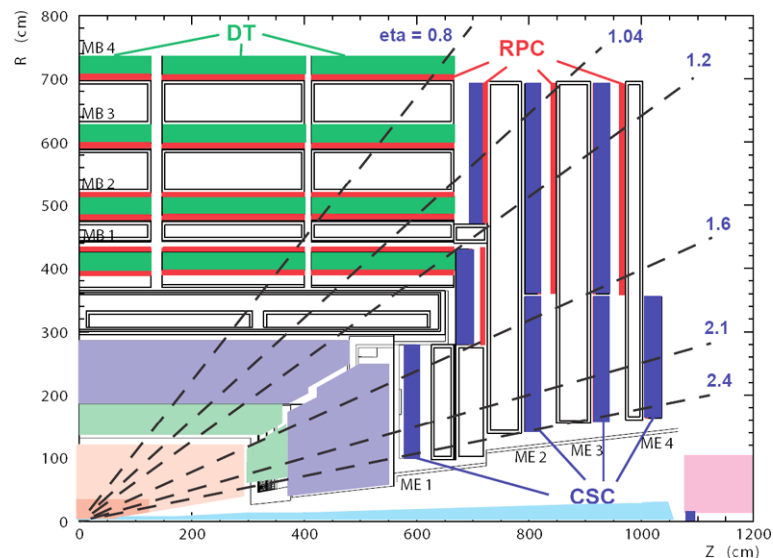 R (cm)
800
700
600
500
400
300
200
100
0
0
200
400
600
800
1000
1200
Z (cm)
MB 4
MB 3
MB 2
MB 1
DT
eta = 0.8
RPC
1.04
1.2
1.6
2.1
2.4
ME 1
ME 2
ME 3
ME 4
CSC